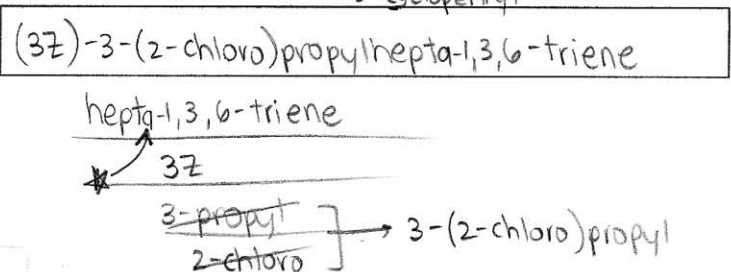 (3Z)-3-(2-chloro)propylhepta-1,3,6-triene
hepta-1,3,6-triene
3Z
3-propyl
2-chloro
3-(2-chloro)propyl